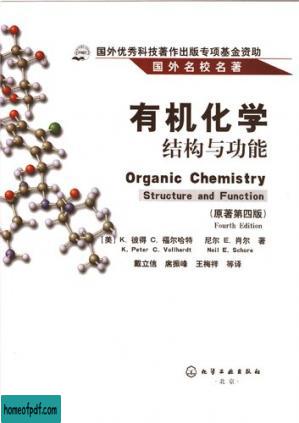 国外优秀科技著作出版专项基金资助
国外名校名著
有机化学
结构与功能
Organic Chemistry
Structure and Function
(原著第四版)
Fourth Edition
[美] K. 彼得 C. 福尔哈特 尼尔 E. 肖尔 著
K. Peter C. Vollhardt Neil E. Schore
戴立信 席振峰 王梅祥 等译
化学工业出版社
·北京·
homeofpdf.com